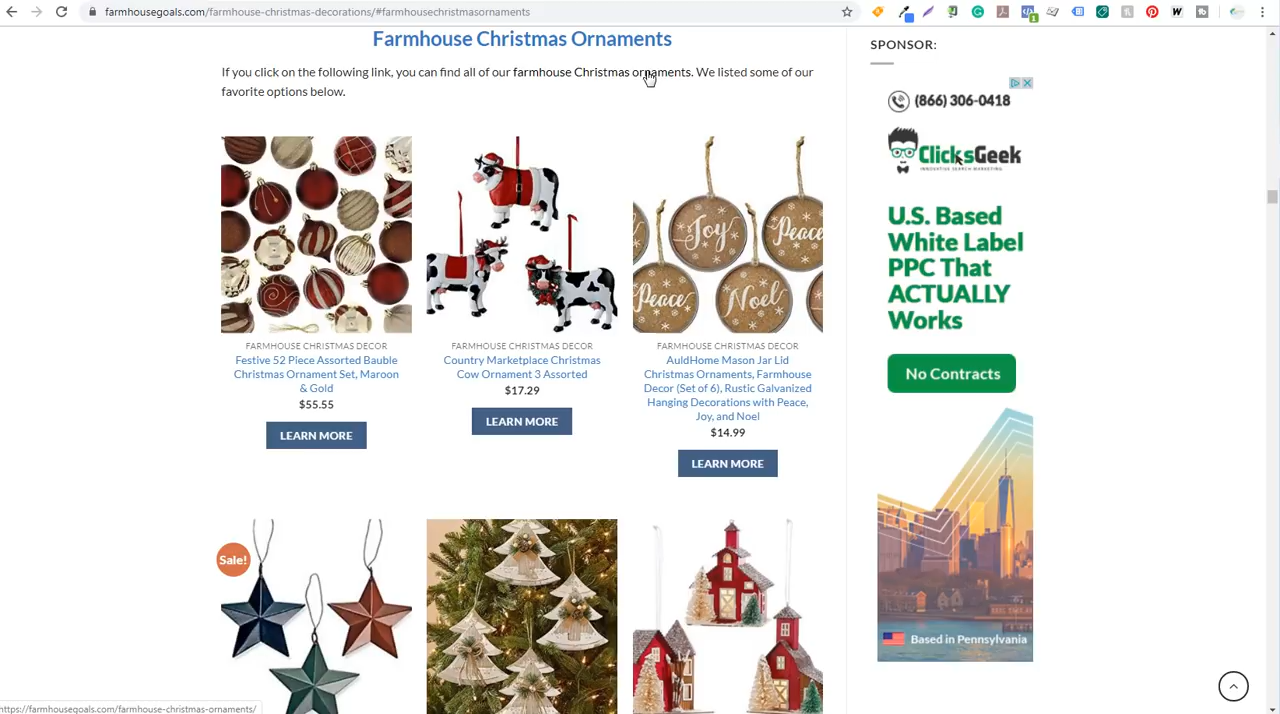 farmhousegoals.com/farmhouse-christmas-decorations/#farmhousechristmasornaments
Farmhouse Christmas Ornaments
If you click on the following link, you can find all of our farmhouse Christmas ornaments. We listed some of our
favorite options below.
Joy
Peace
Peace
Noel
FARMHOUSE CHRISTMAS DECOR
Festive 52 Piece Assorted Bauble
Christmas Ornament Set, Maroon
& Gold
$55.55
LEARN MORE
FARMHOUSE CHRISTMAS DECOR
Country Marketplace Christmas
Cow Ornament 3 Assorted
$17.29
LEARN MORE
FARMHOUSE CHRISTMAS DECOR
AuldHome Mason Jar Lid
Christmas Ornaments, Farmhouse
Decor (Set of 6), Rustic Galvanized
Hanging Decorations with Peace,
Joy, and Noel
$14.99
LEARN MORE
Sale!
SPONSOR:
(866) 306-0418
ClicksGeek
INNOVATIVE SEARCH MARKETING
U.S. Based
White Label
PPC That
ACTUALLY
Works
No Contracts
Based in Pennsylvania
https://farmhousegoals.com/farmhouse-christmas-ornaments/